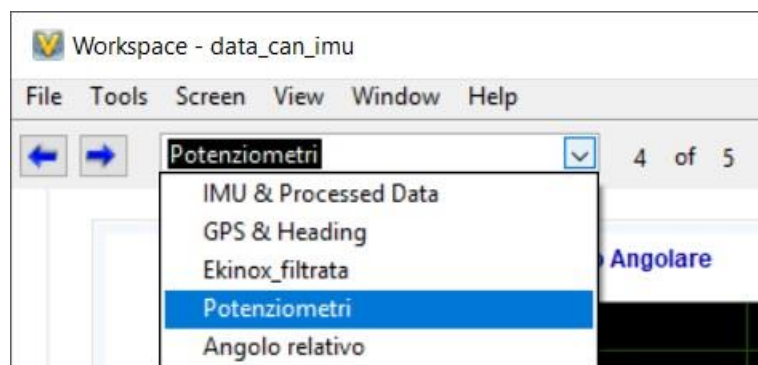 Workspace - data_can_imu
File Tools Screen View Window Help
Potenziometri 4 of 5
IMU & Processed Data
GPS & Heading
Ekinox_filtrata
Angolare
Potenziometri
Angolo relativo